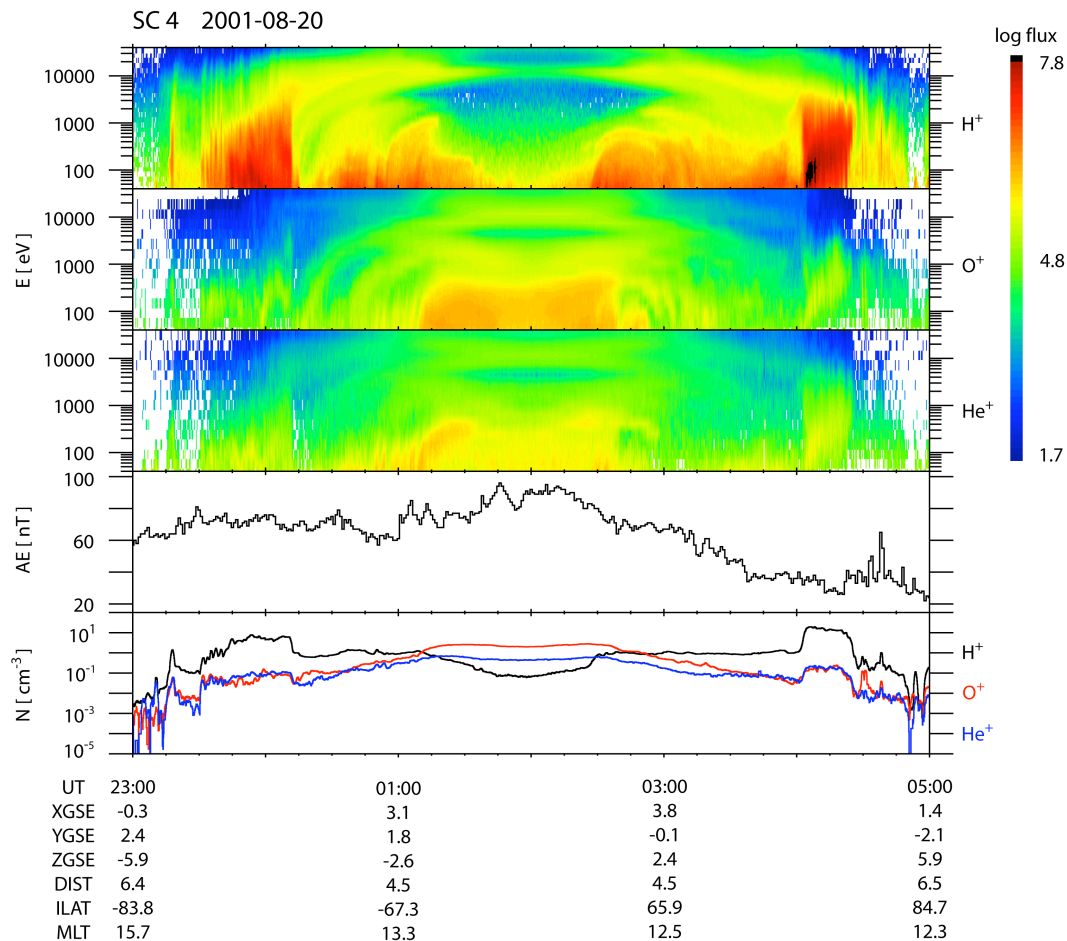 SC 4 2001-08-20
log flux
7.8
4.8
1.7
10000
1000
100
H+
E [ eV]
10000
1000
100
O+
10000
1000
100
He+
AE [ nT]
100
60
20
N [ cm-3]
10^1
10^-1
10^-3
10^-5
H+
O+
He+
UT 23:00 01:00 03:00 05:00
XGSE -0.3 3.1 3.8 1.4
YGSE 2.4 1.8 -0.1 -2.1
ZGSE -5.9 -2.6 2.4 5.9
DIST 6.4 4.5 4.5 6.5
ILAT -83.8 -67.3 65.9 84.7
MLT 15.7 13.3 12.5 12.3